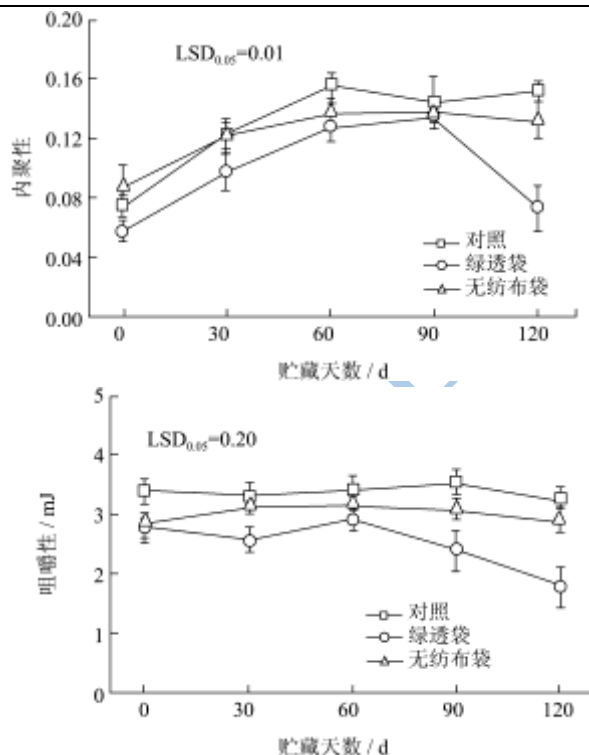 0.20
LSD0.05=0.01
0.16
0.12
内聚性
0.08
对照
绿透袋
0.04
无纺布袋
0.00
0 30 60 90 120
贮藏天数 / d
5
LSD0.05=0.20
4
3
咀嚼性 / mJ
2
对照
绿透袋
1
无纺布袋
0
0 30 60 90 120
贮藏天数 / d